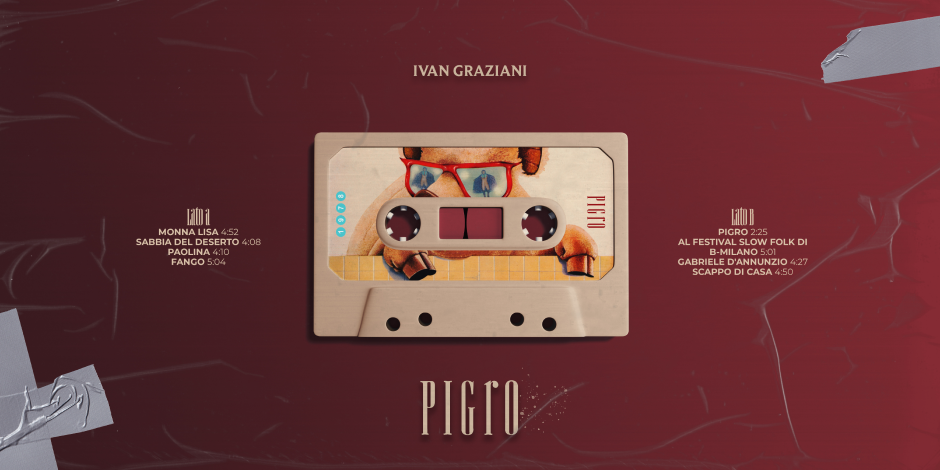 IVAN GRAZIANI
1978
PIGRO
Lato A
MONNA LISA 4:52
SABBIA DEL DESERTO 4:08
PAOLINA 4:10
FANGO 5:04
Lato B
PIGRO 2:25
AL FESTIVAL SLOW FOLK DI
B-MILANO 5:01
GABRIELE D'ANNUNZIO 4:27
SCAPPO DI CASA 4:50
PIGrO